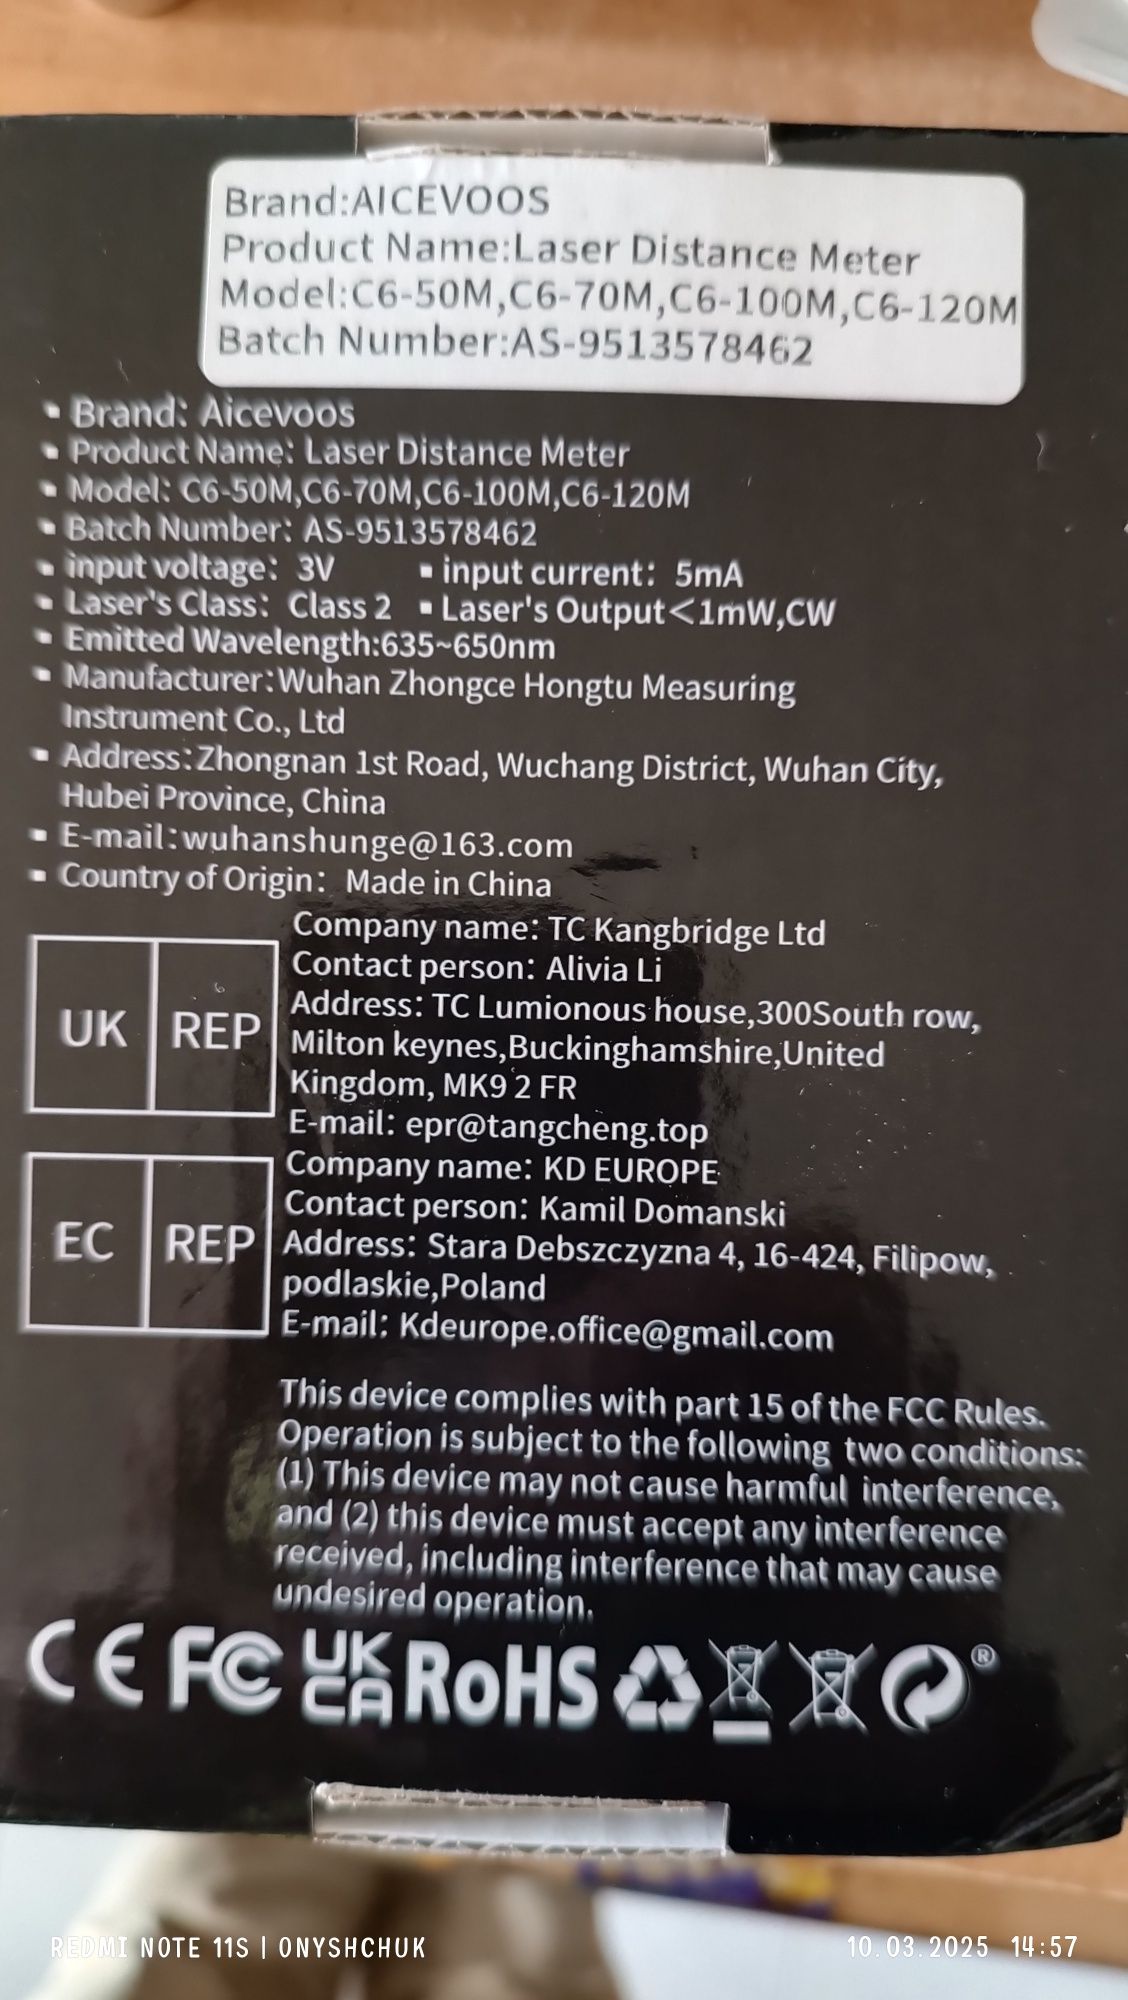 Brand:AICEVOOS
Product Name:Laser Distance Meter
Model:C6-50M,C6-70M,C6-100M,C6-120M
Batch Number:AS-9513578462
▪ Brand: Aicevoos
▪ Product Name: Laser Distance Meter
▪ Model: C6-50M,C6-70M,C6-100M,C6-120M
▪ Batch Number: AS-9513578462
▪ input voltage: 3V ▪ input current: 5mA
▪ Laser's Class: Class 2 ▪ Laser's Output<1mW,CW
▪ Emitted Wavelength:635~650nm
▪ Manufacturer:Wuhan Zhongce Hongtu Measuring
Instrument Co., Ltd
▪ Address:Zhongnan 1st Road, Wuchang District, Wuhan City,
Hubei Province, China
▪ E-mail:wuhanshunge@163.com
▪ Country of Origin: Made in China
UK REP
Company name: TC Kangbridge Ltd
Contact person: Alivia Li
Address: TC Lumionous house,300South row,
Milton keynes,Buckinghamshire,United
Kingdom, MK9 2 FR
E-mail: epr@tangcheng.top
EC REP
Company name: KD EUROPE
Contact person: Kamil Domanski
Address: Stara Debszczyzna 4, 16-424, Filipow,
podlaskie,Poland
E-mail: Kdeurope.office@gmail.com
This device complies with part 15 of the FCC Rules.
Operation is subject to the following two conditions:
(1) This device may not cause harmful interference,
and (2) this device must accept any interference
received, including interference that may cause
undesired operation.
CE FC UK CA RoHS ®
REDMI NOTE 11S | ONYSHCHUK
10.03.2025 14:57